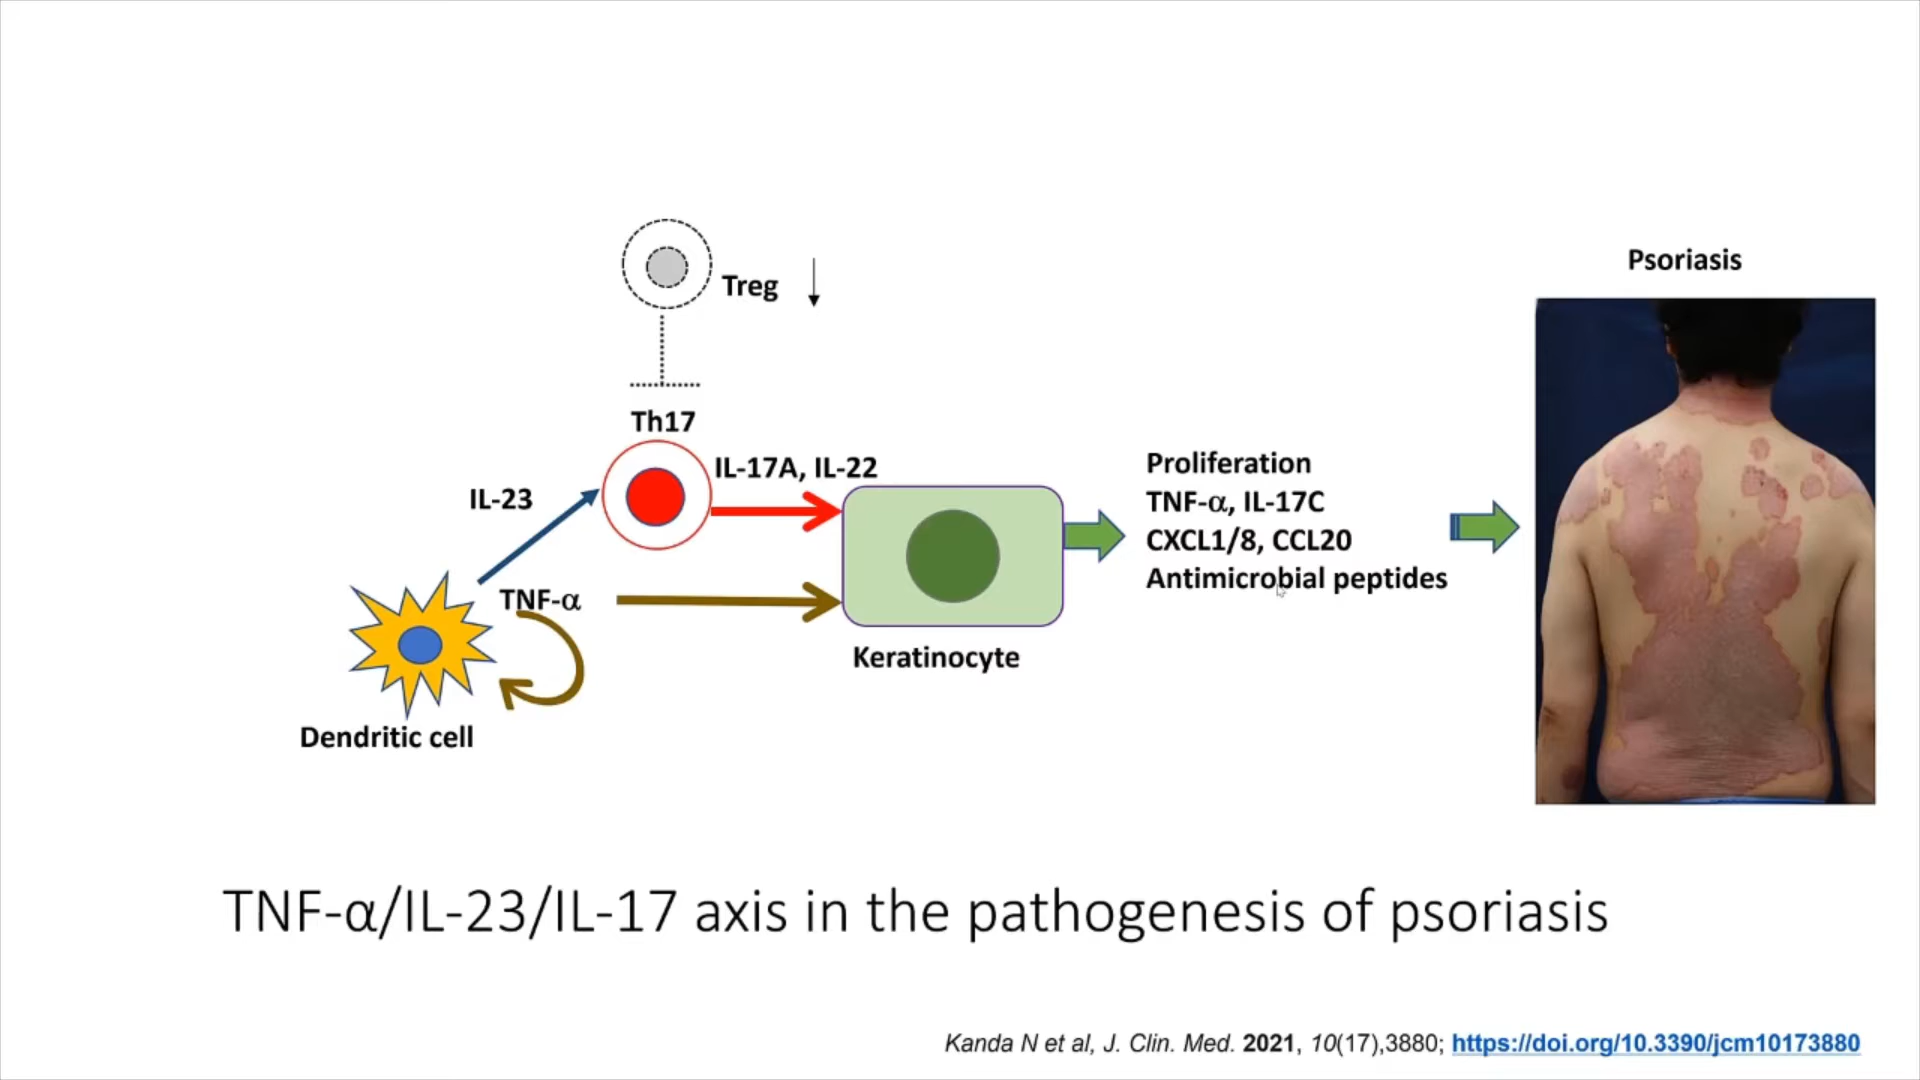 Treg
Psoriasis
Th17
IL-17A, IL-22
IL-23
TNF-α
Keratinocyte
Dendritic cell
Proliferation
TNF-α, IL-17C
CXCL1/8, CCL20
Antimicrobial peptides
TNF-α/IL-23/IL-17 axis in the pathogenesis of psoriasis
Kanda N et al, J. Clin. Med. 2021, 10(17),3880; https://doi.org/10.3390/jcm10173880